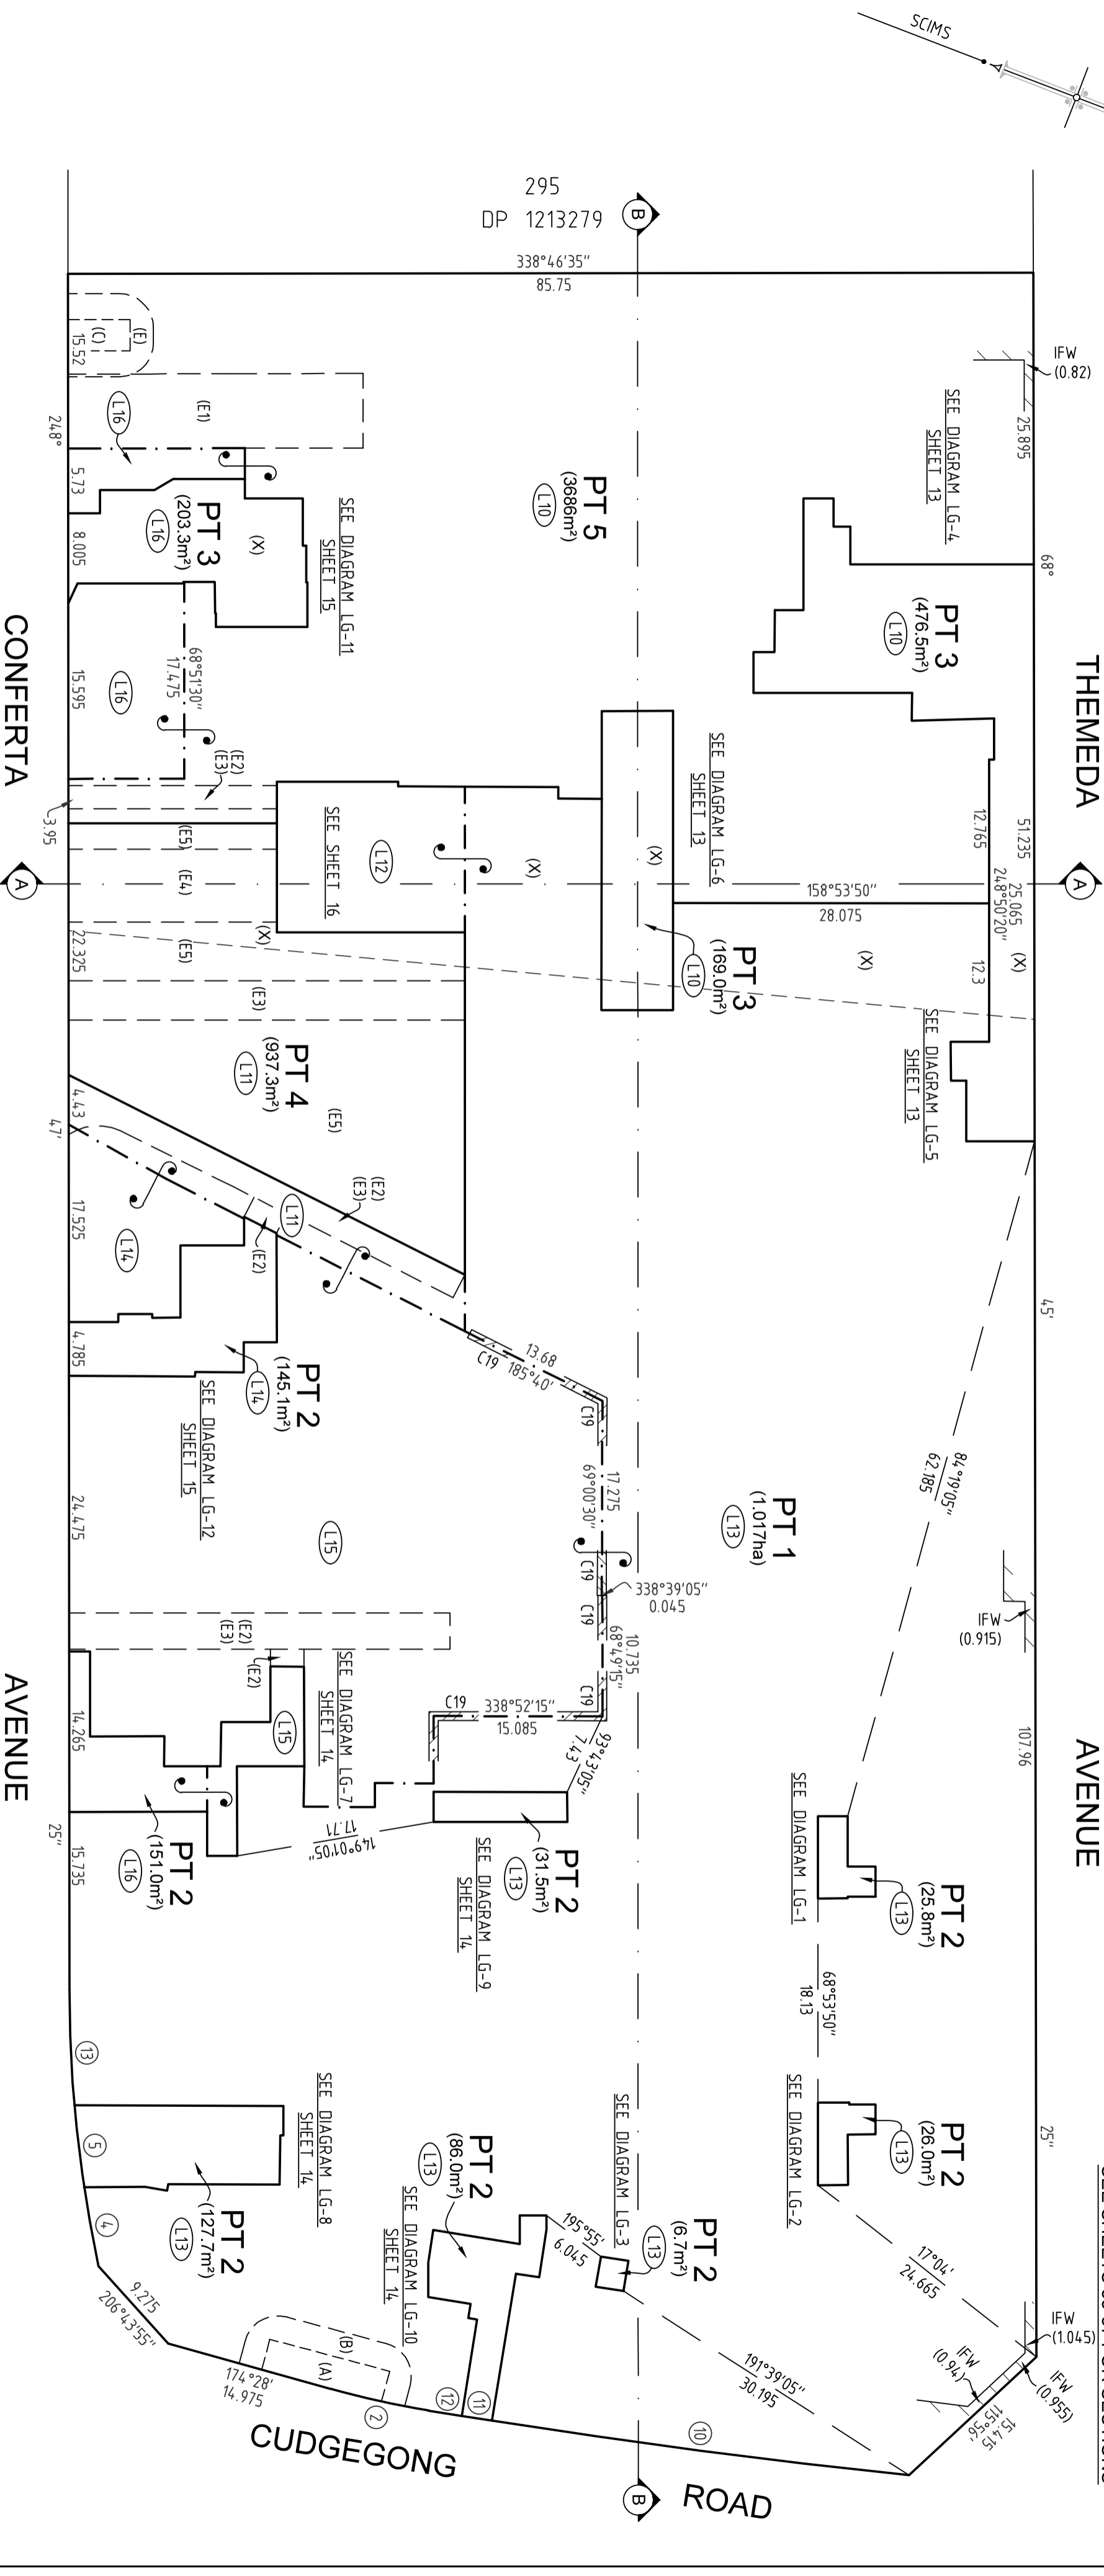 SCIMS
295
DP 1213279
B
338°46'35"
85.75
IFW
(0.82)
25.895
SEE DIAGRAM LG-4
SHEET 13
68°
THEMEDA
AVENUE
PT 3
(476.5m²)
L10
PT 5
(3686m²)
L10
(E)
(C)
15.52
(E1)
L16
248°
5.73
8.005
PT 3
(203.3m²)
L16
(X)
SEE DIAGRAM LG-11
SHEET 15
CONFERTA
AVENUE
15.595
L16
68°51'30"
17.475
(E2)
(E3)
3.95
SEE DIAGRAM LG-6
SHEET 13
(X)
SEE SHEET 16
L12
(X)
A
A
(E5)
(E4)
(E5)
(X)
22.325
(E3)
51.235
12.765
25.065
248°50'20"
12.3
(X)
158°53'50"
28.075
(X)
PT 3
(169.0m²)
L10
SEE DIAGRAM LG-5
SHEET 13
PT 4
(937.3m²)
L11
(E5)
(E2)
(E3)
L11
(E2)
4.43
47'
17.525
L14
4.785
PT 2
(145.1m²)
L14
SEE DIAGRAM LG-12
SHEET 15
13.68
185°40'
C19
C19
17.275
69°00'30"
C19
C19
338°39'05"
0.045
10.735
68°49'15"
C19
C19
338°52'15"
15.085
93°43'05"
7.43
45'
84°19'05"
62.185
PT 1
(1.017ha)
L13
24.475
L15
(E2)
(E3)
(E2)
IFW
(0.915)
107.96
SEE DIAGRAM LG-7
SHEET 14
L15
14.265
149°01'05"
17.71
25"
15.735
PT 2
(151.0m²)
L16
PT 2
(31.5m²)
L13
SEE DIAGRAM LG-9
SHEET 14
SEE DIAGRAM LG-1
PT 2
(25.8m²)
L13
68°53'50"
18.13
SEE DIAGRAM LG-2
PT 2
(26.0m²)
L13
25"
13
5
4
SEE DIAGRAM LG-8
SHEET 14
PT 2
(127.7m²)
L13
SEE DIAGRAM LG-3
PT 2
(86.0m²)
L13
SEE DIAGRAM LG-10
SHEET 14
195°55'
6.045
PT 2
(6.7m²)
L13
17°04'
24.665
191°39'05"
30.195
IFW
(1.045)
IFW
(0.955)
IFW
(0.94)
115°56'
15.415
9.275
206°43'55"
(B)
(A)
174°28'
14.975
2
12
11
10
CUDGEGONG
ROAD
B